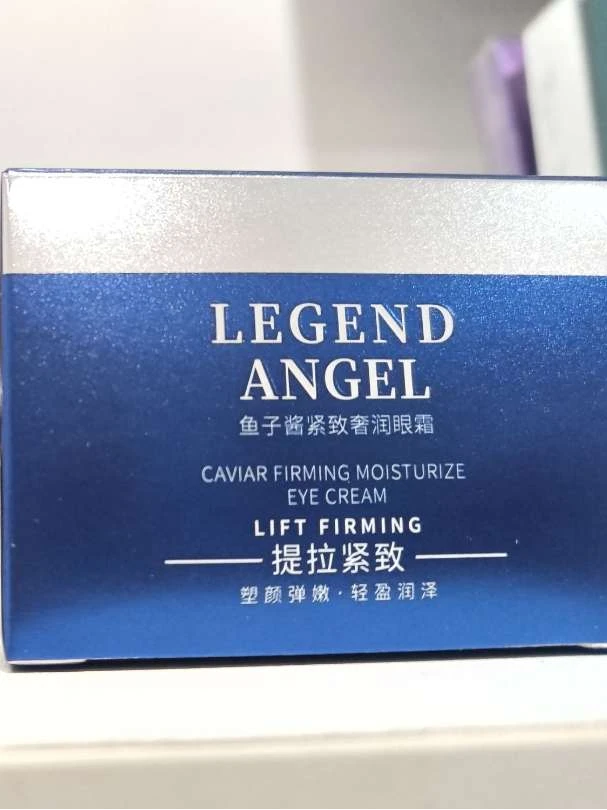 LEGEND
ANGEL
鱼子酱紧致奢润眼霜
CAVIAR FIRMING MOISTURIZE
EYE CREAM
LIFT FIRMING
提拉紧致
塑颜弹嫩·轻盈润泽